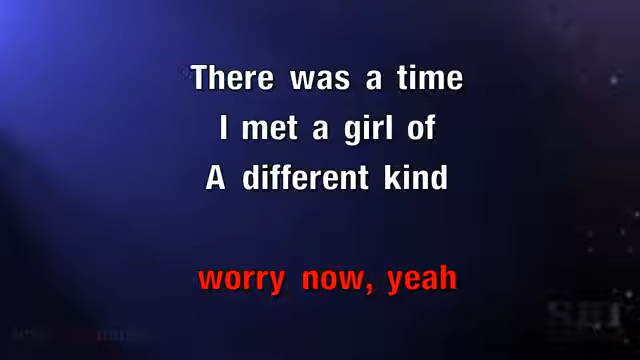 There was a time
I met a girl of
A different kind
worry now, yeah